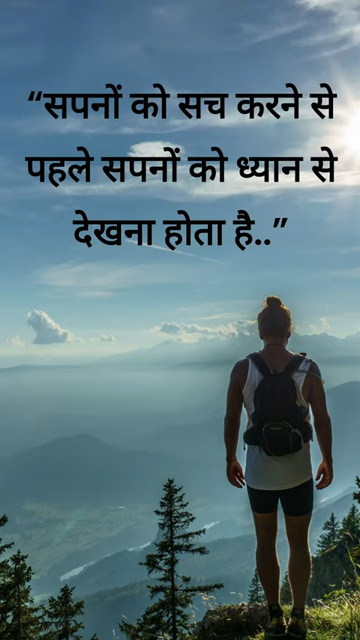 “सपनों को सच करने से
पहले सपनों को ध्यान से
देखना होता है..”